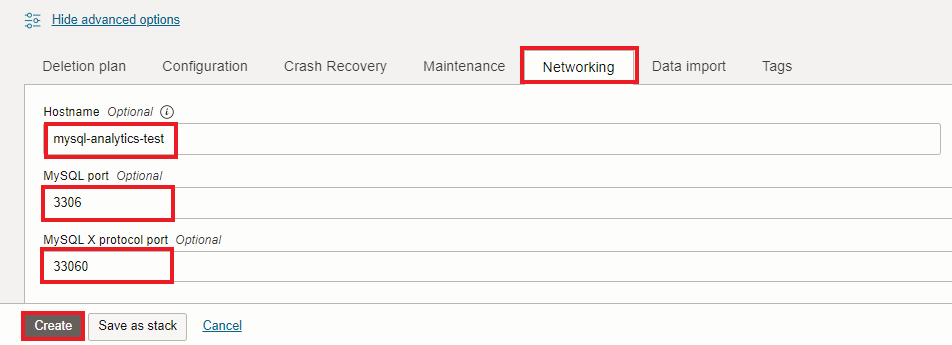 Hide advanced options
Deletion plan Configuration Crash Recovery Maintenance Networking Data import Tags
Hostname Optional i
mysql-analytics-test
MySQL port Optional
3306
MySQL X protocol port Optional
33060
Create Save as stack Cancel